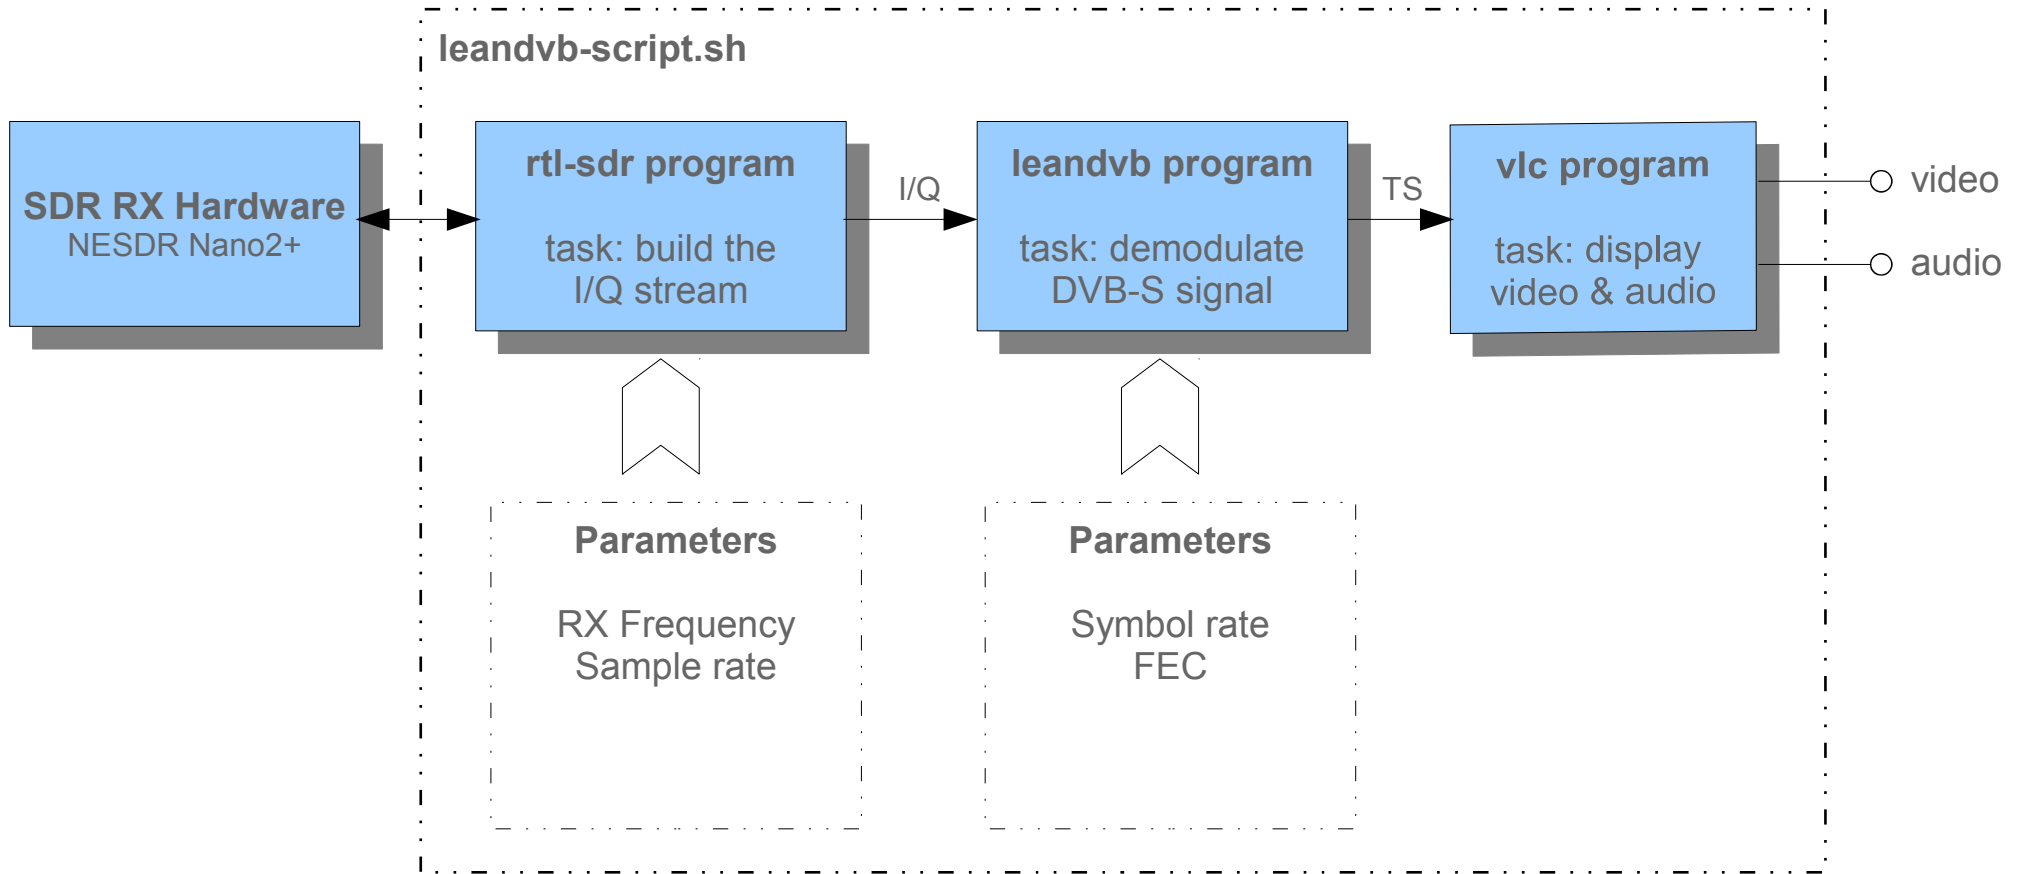 leandvb-script.sh
SDR RX Hardware
NESDR Nano2+
rtl-sdr program
task: build the
I/Q stream
I/Q
leandvb program
task: demodulate
DVB-S signal
TS
vlc program
task: display
video & audio
video
audio
Parameters
RX Frequency
Sample rate
Parameters
Symbol rate
FEC